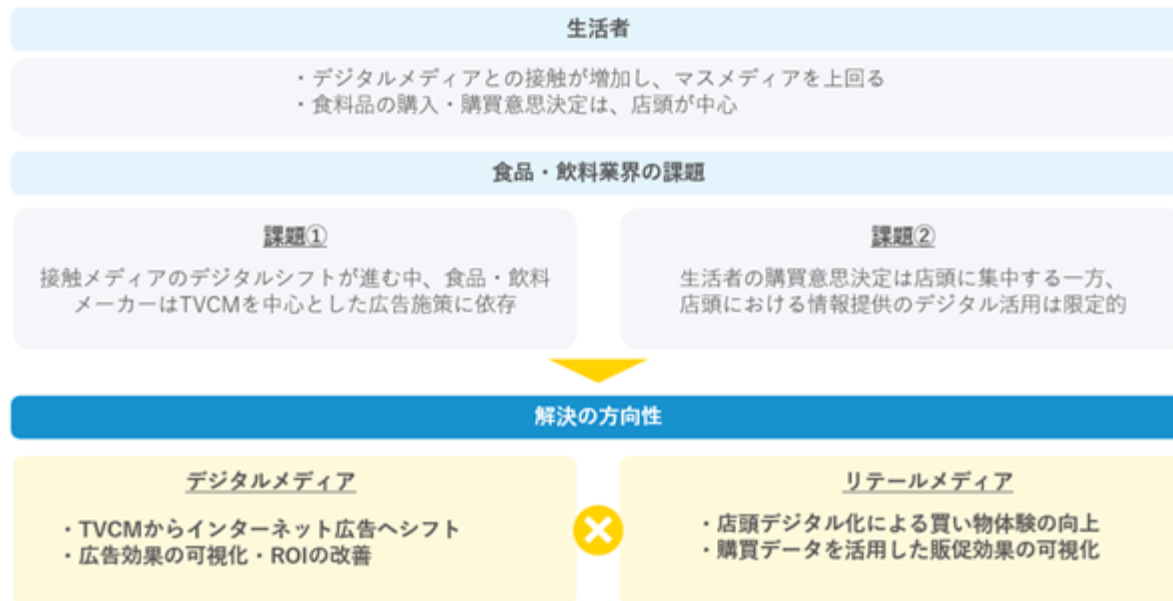 生活者
・デジタルメディアとの接触が増加し、マスメディアを上回る
・食料品の購入・購買意思決定は、店頭が中心
食品・飲料業界の課題
課題①
接触メディアのデジタルシフトが進む中、食品・飲料
メーカーはTVCMを中心とした広告施策に依存
課題②
生活者の購買意思決定は店頭に集中する一方、
店頭における情報提供のデジタル活用は限定的
解決の方向性
デジタルメディア
・TVCMからインターネット広告へシフト
・広告効果の可視化・ROIの改善
リテールメディア
・店頭デジタル化による買い物体験の向上
・購買データを活用した販促効果の可視化